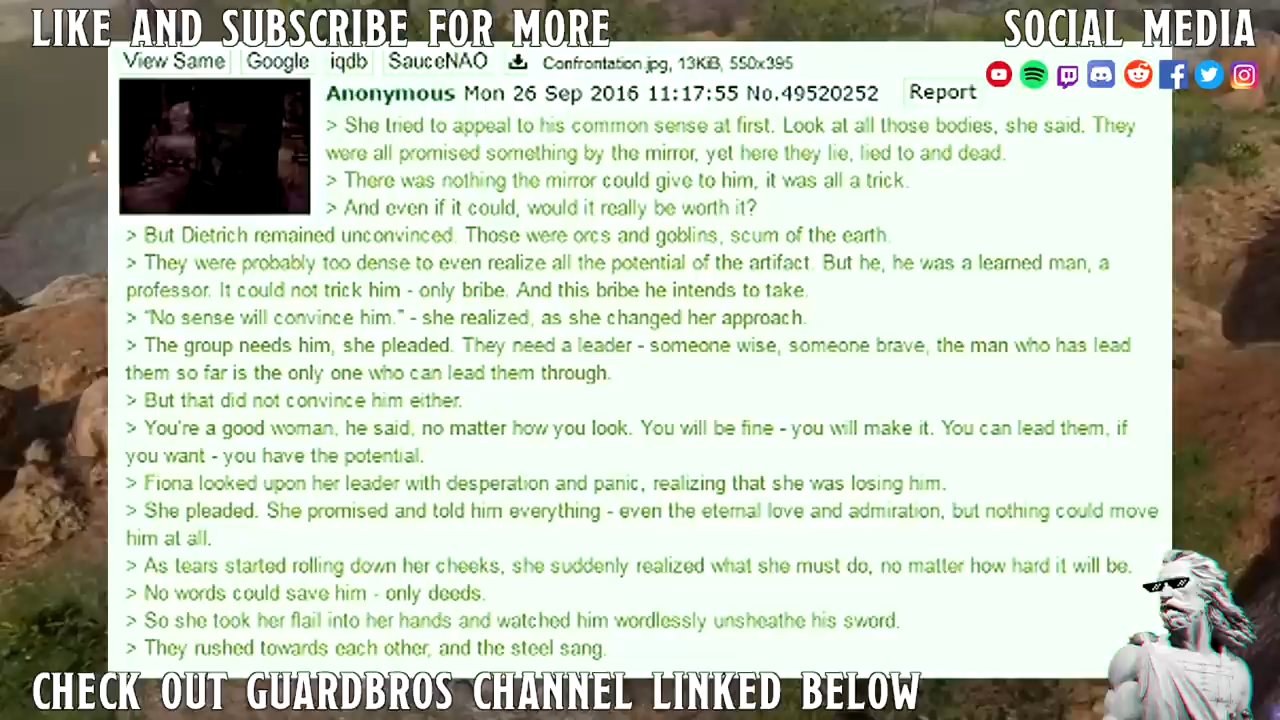 LIKE AND SUBSCRIBE FOR MORE
SOCIAL MEDIA
View Same Google iqdb SauceNAO Confrontation.jpg, 13KiB, 550x395
Anonymous Mon 26 Sep 2016 11:17:55 No.49520252 Report
> She tried to appeal to his common sense at first. Look at all those bodies, she said. They
were all promised something by the mirror, yet here they lie, lied to and dead.
> There was nothing the mirror could give to him, it was all a trick.
> And even if it could, would it really be worth it?
> But Dietrich remained unconvinced. Those were orcs and goblins, scum of the earth.
> They were probably too dense to even realize all the potential of the artifact. But he, he was a learned man, a
professor. It could not trick him - only bribe. And this bribe he intends to take.
> “No sense will convince him.” - she realized, as she changed her approach.
> The group needs him, she pleaded. They need a leader - someone wise, someone brave, the man who has lead
them so far is the only one who can lead them through.
> But that did not convince him either.
> You're a good woman, he said, no matter how you look. You will be fine - you will make it. You can lead them, if
you want - you have the potential.
> Fiona looked upon her leader with desperation and panic, realizing that she was losing him.
> She pleaded. She promised and told him everything - even the eternal love and admiration, but nothing could move
him at all.
> As tears started rolling down her cheeks, she suddenly realized what she must do, no matter how hard it will be.
> No words could save him - only deeds.
> So she took her flail into her hands and watched him wordlessly unsheathe his sword.
> They rushed towards each other, and the steel sang.
CHECK OUT GUARDBROS CHANNEL LINKED BELOW